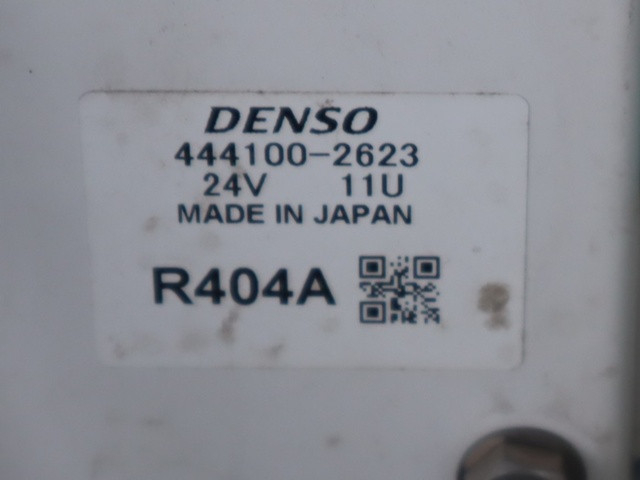 DENSO
444100-2623
24V 11U
MADE IN JAPAN
R404A